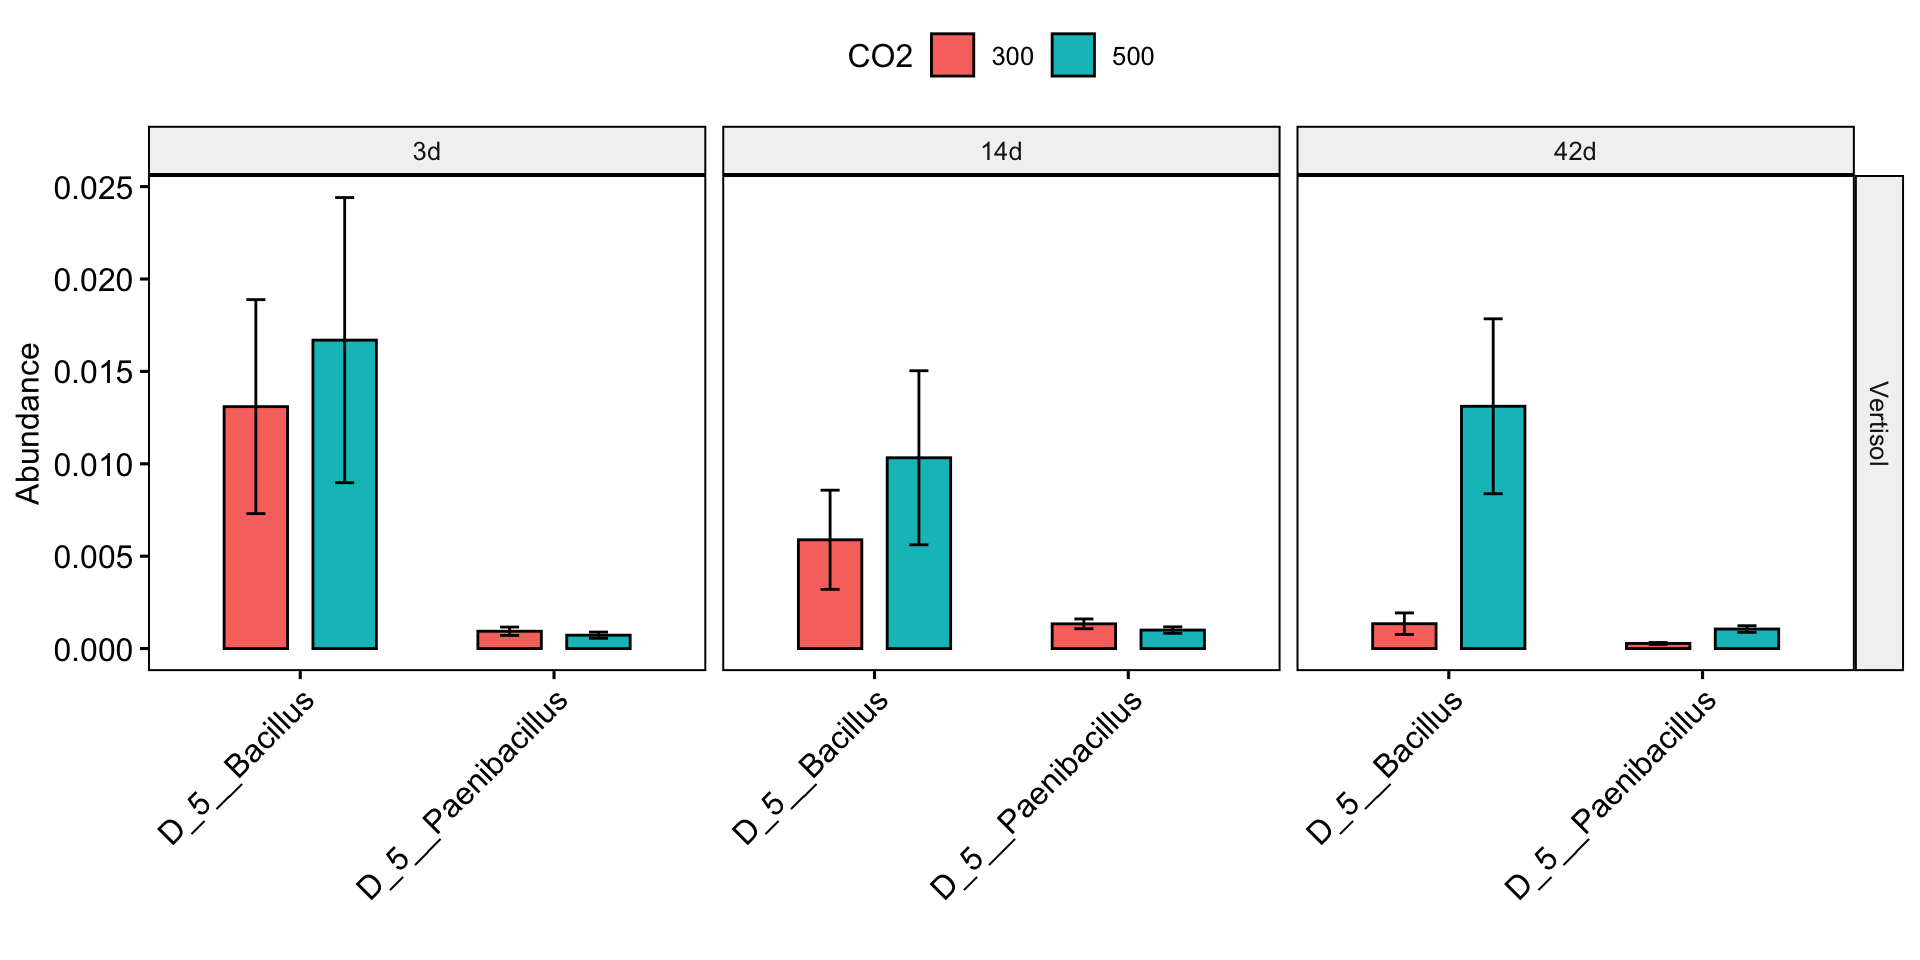 CO2 300 500
3d 14d 42d
0.025
0.020
0.015
0.010
0.005
0.000
Abundance
Vertisol
D_5__Bacillus
D_5__Paenibacillus
D_5__Bacillus
D_5__Paenibacillus
D_5__Bacillus
D_5__Paenibacillus